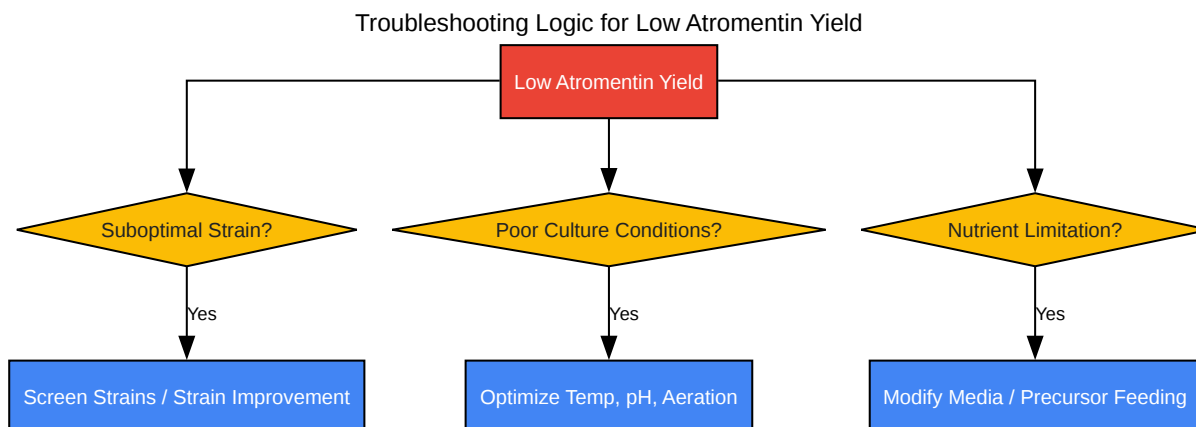 Troubleshooting Logic for Low Atromentin Yield
Low Atromentin Yield
Suboptimal Strain?
Poor Culture Conditions?
Nutrient Limitation?
Yes
Yes
Yes
Screen Strains / Strain Improvement
Optimize Temp, pH, Aeration
Modify Media / Precursor Feeding